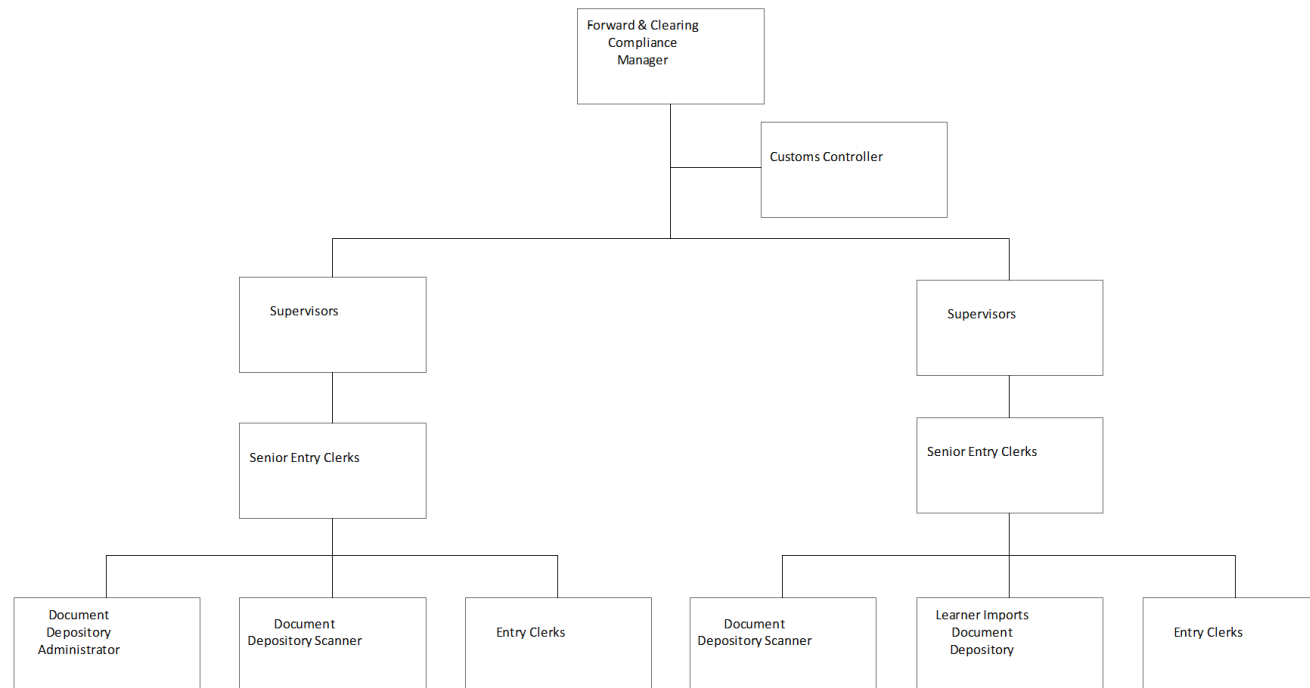 Forward & Clearing
Compliance
Manager
Customs Controller
Supervisors
Supervisors
Senior Entry Clerks
Senior Entry Clerks
Document
Depository
Administrator
Document
Depository Scanner
Entry Clerks
Document
Depository Scanner
Learner Imports
Document
Depository
Entry Clerks